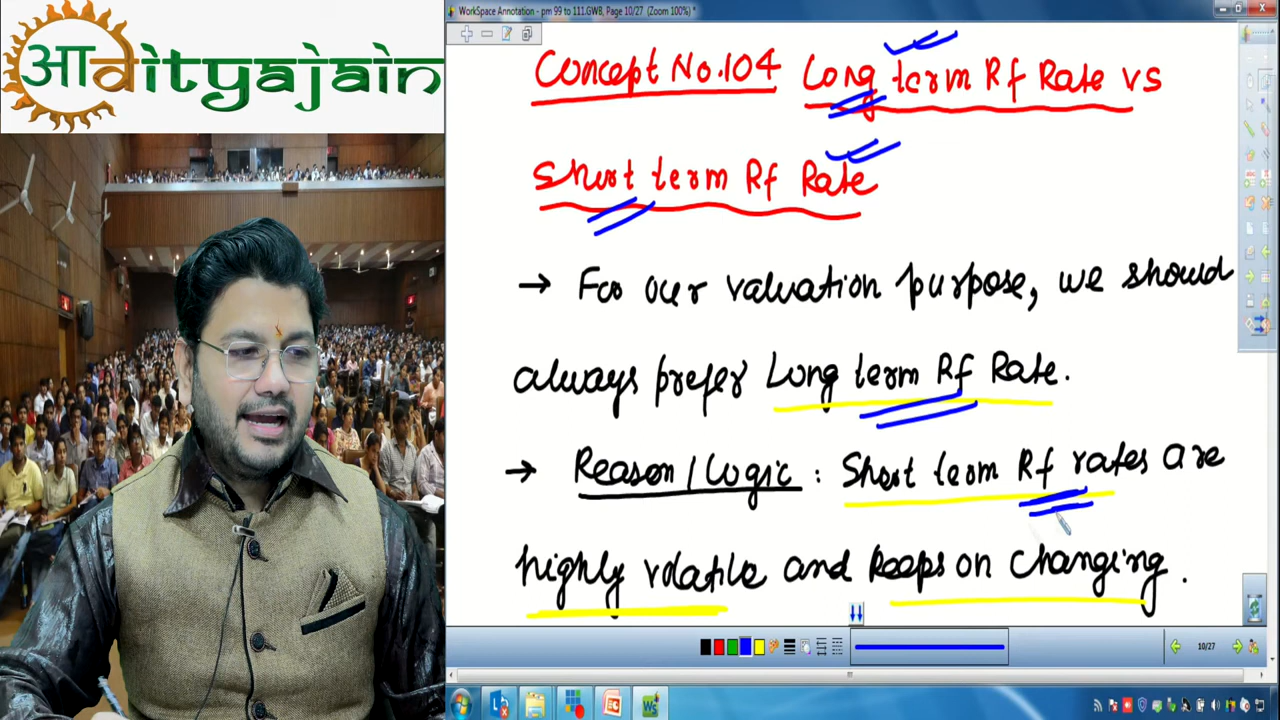 WorkSpace Annotation - pm 99 to 111.GWB, Page 10/27 (Zoom 100%) *
आdityajain
Concept No.104 Long term Rf Rate vs
Short term Rf Rate
→ For our valuation purpose, we should
always prefer Long term Rf Rate.
→ Reason / Logic : Short term Rf rates are
highly volatile and keeps on changing.
10/27